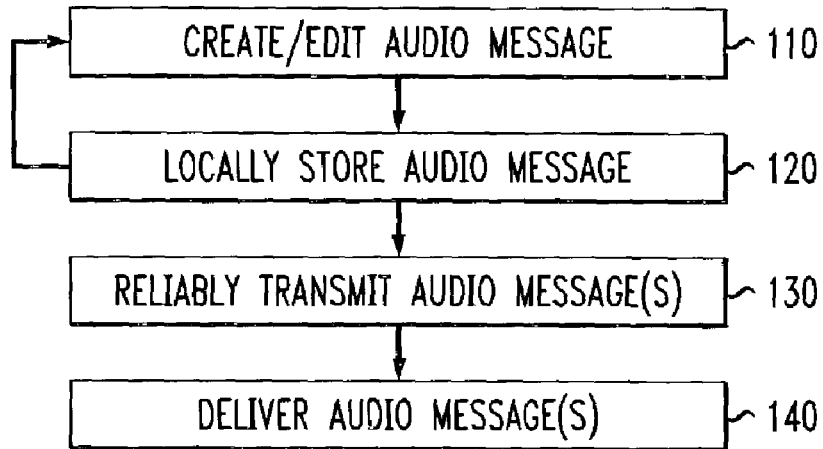 CREATE/EDIT AUDIO MESSAGE 110
LOCALLY STORE AUDIO MESSAGE 120
RELIABLY TRANSMIT AUDIO MESSAGE(S) 130
DELIVER AUDIO MESSAGE(S) 140